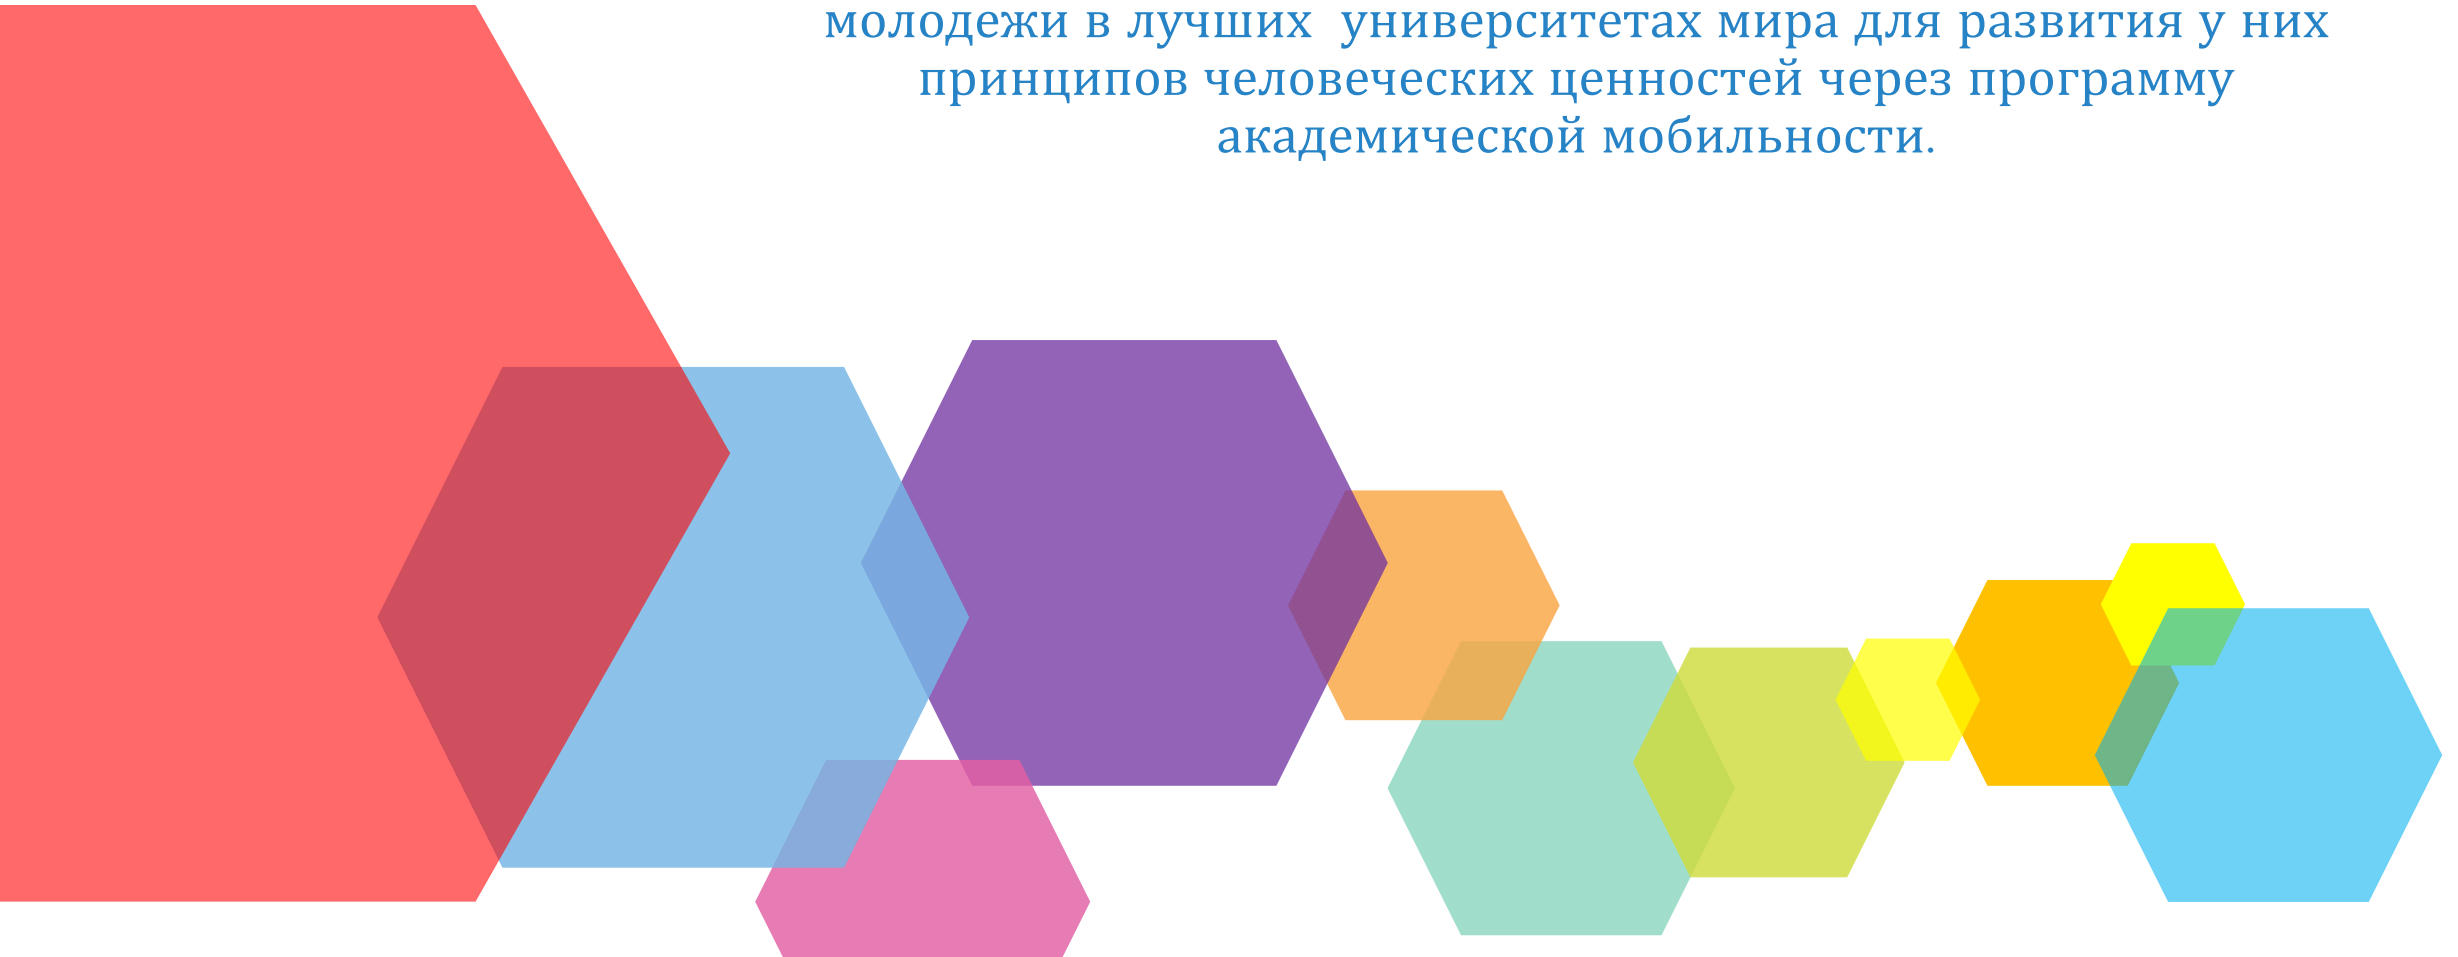 молодежи в лучших университетах мира для развития у них
принципов человеческих ценностей через программу
академической мобильности.